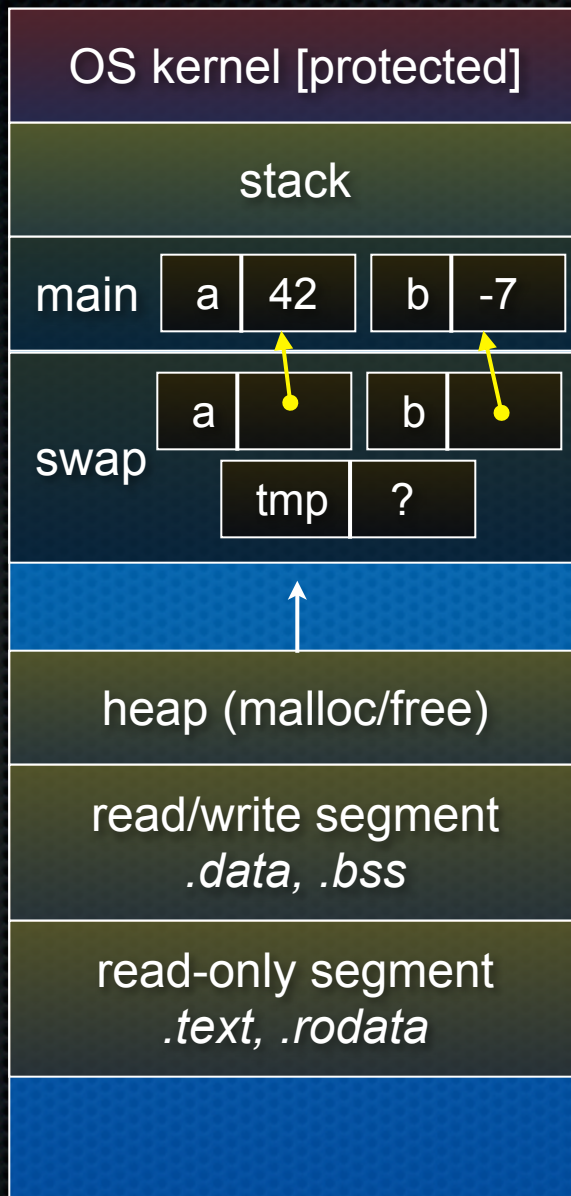 OS kernel [protected]
stack
main a 42 b -7
a b
swap
tmp ?
heap (malloc/free)
read/write segment
.data, .bss
read-only segment
.text, .rodata